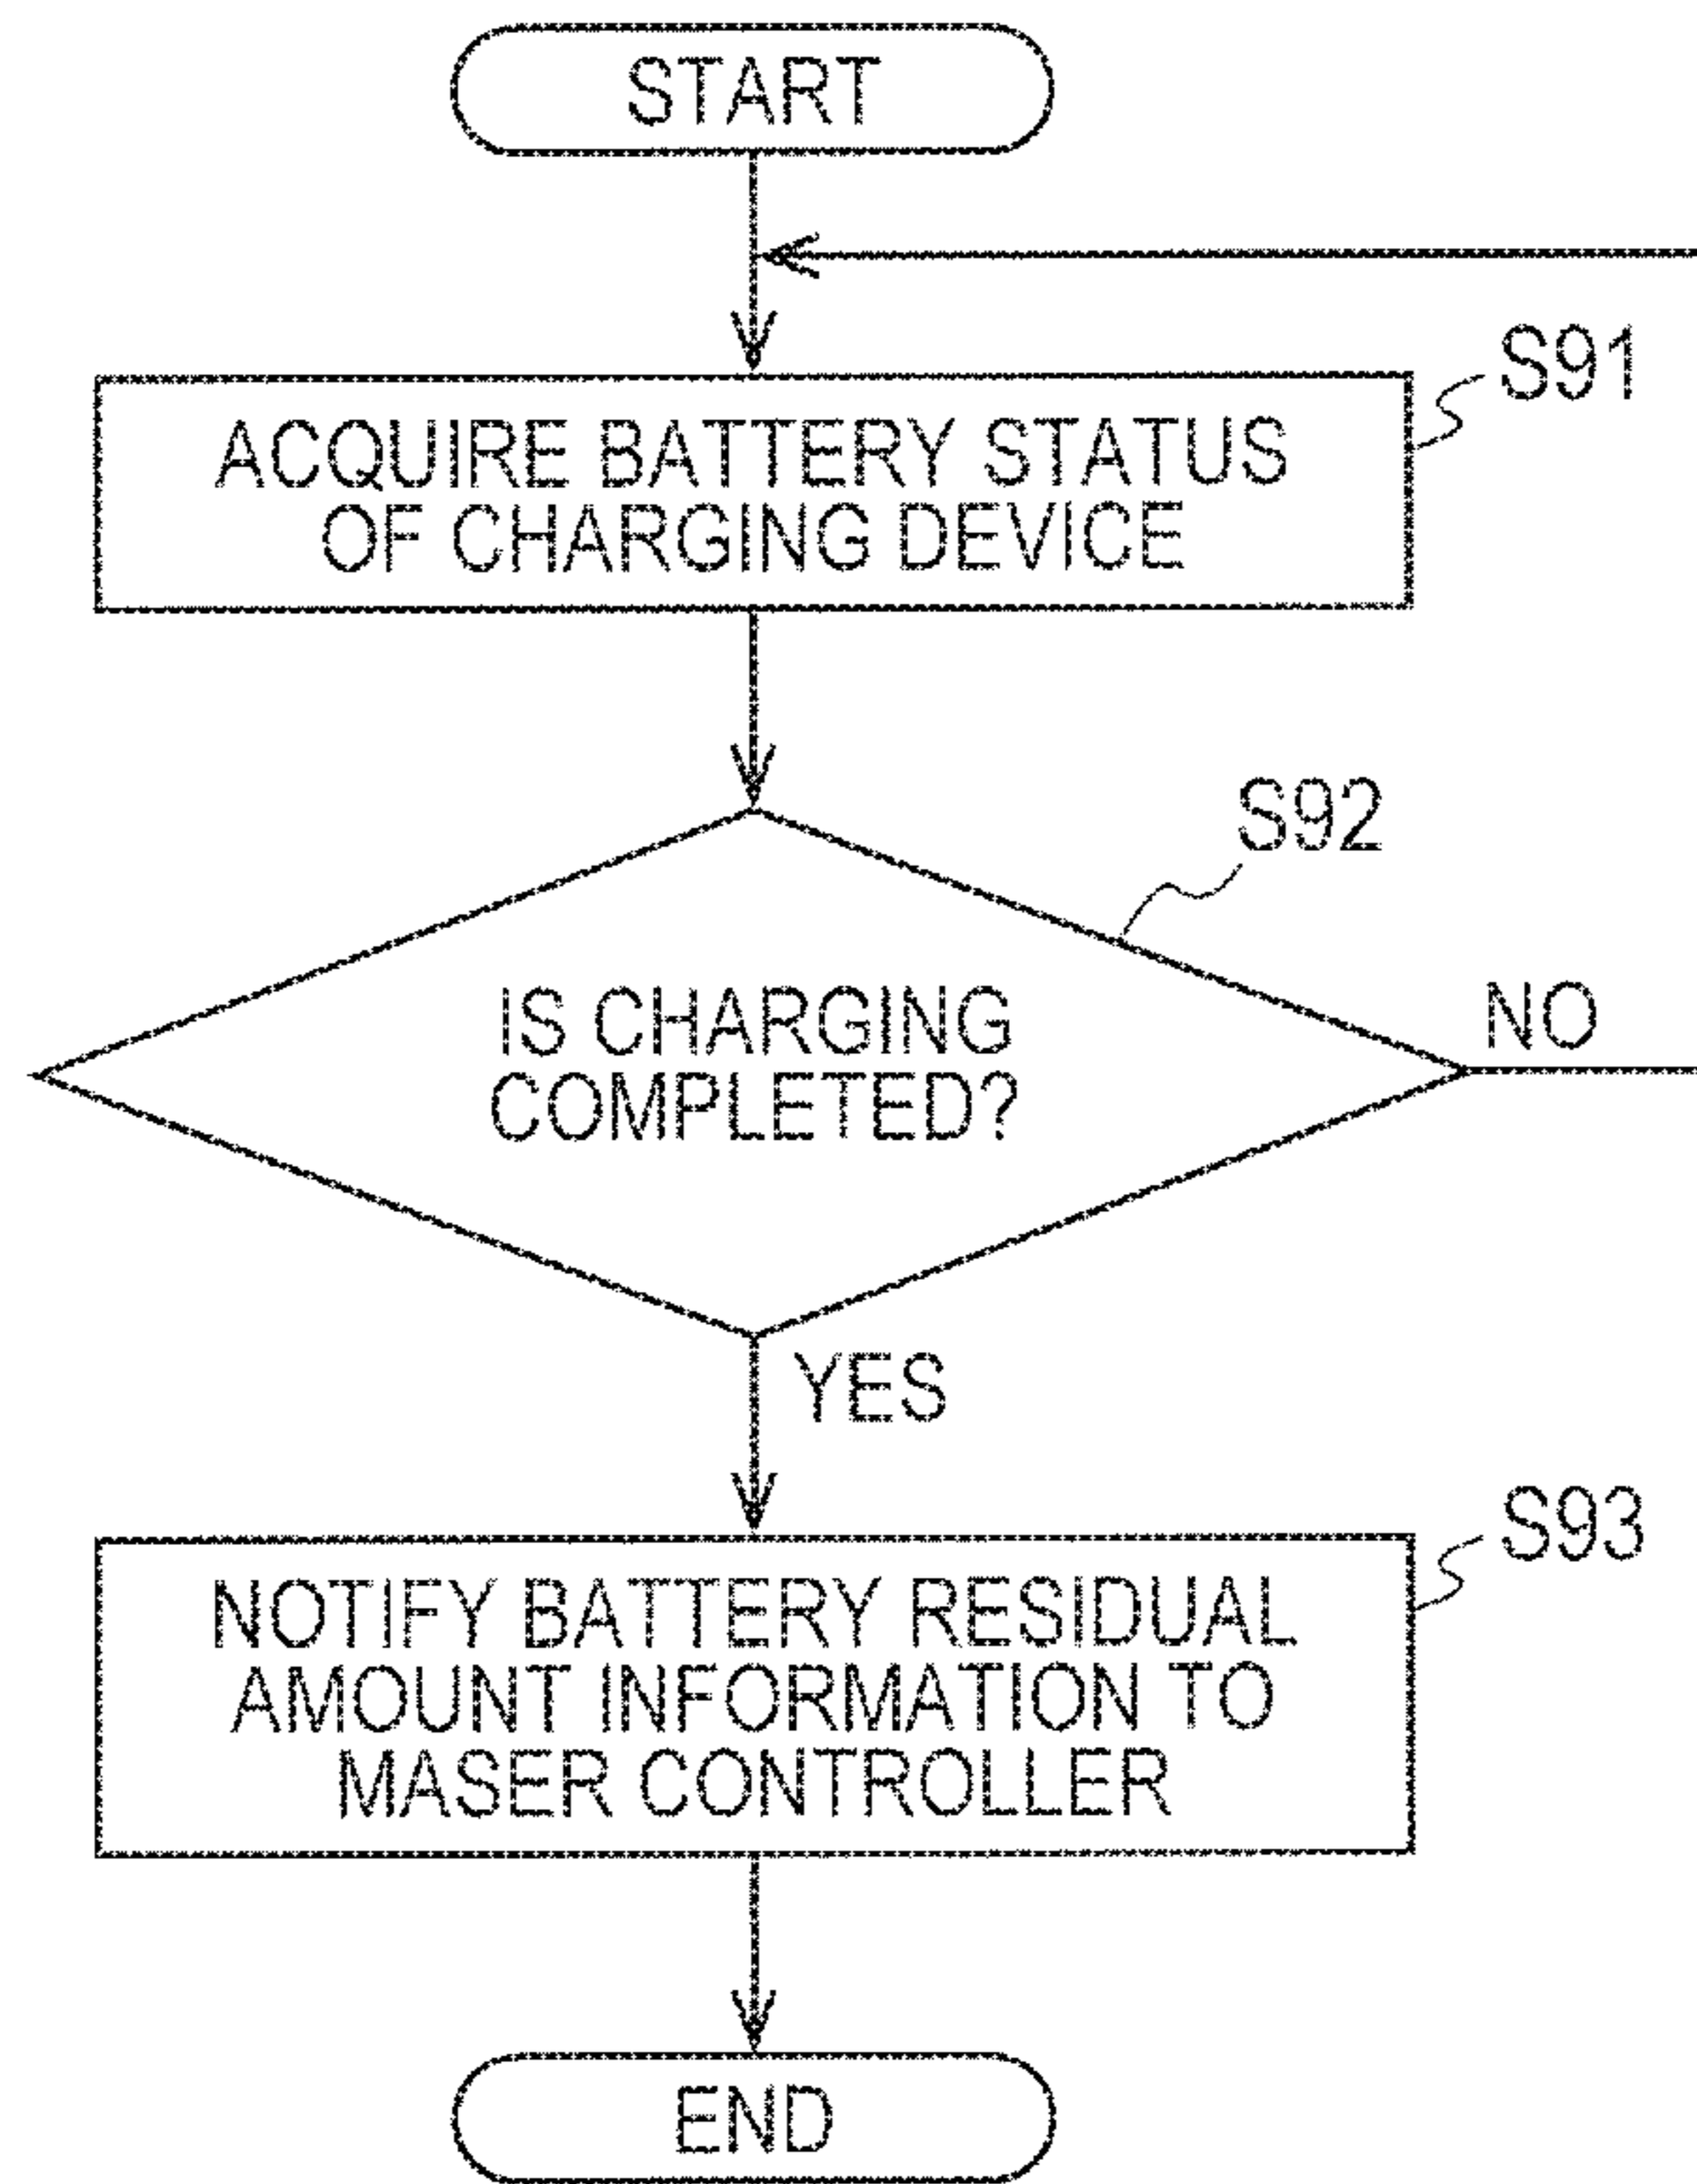 START
S91
ACQUIRE BATTERY STATUS
OF CHARGING DEVICE
S92
IS CHARGING
COMPLETED?
NO
YES
S93
NOTIFY BATTERY RESIDUAL
AMOUNT INFORMATION TO
MASER CONTROLLER
END